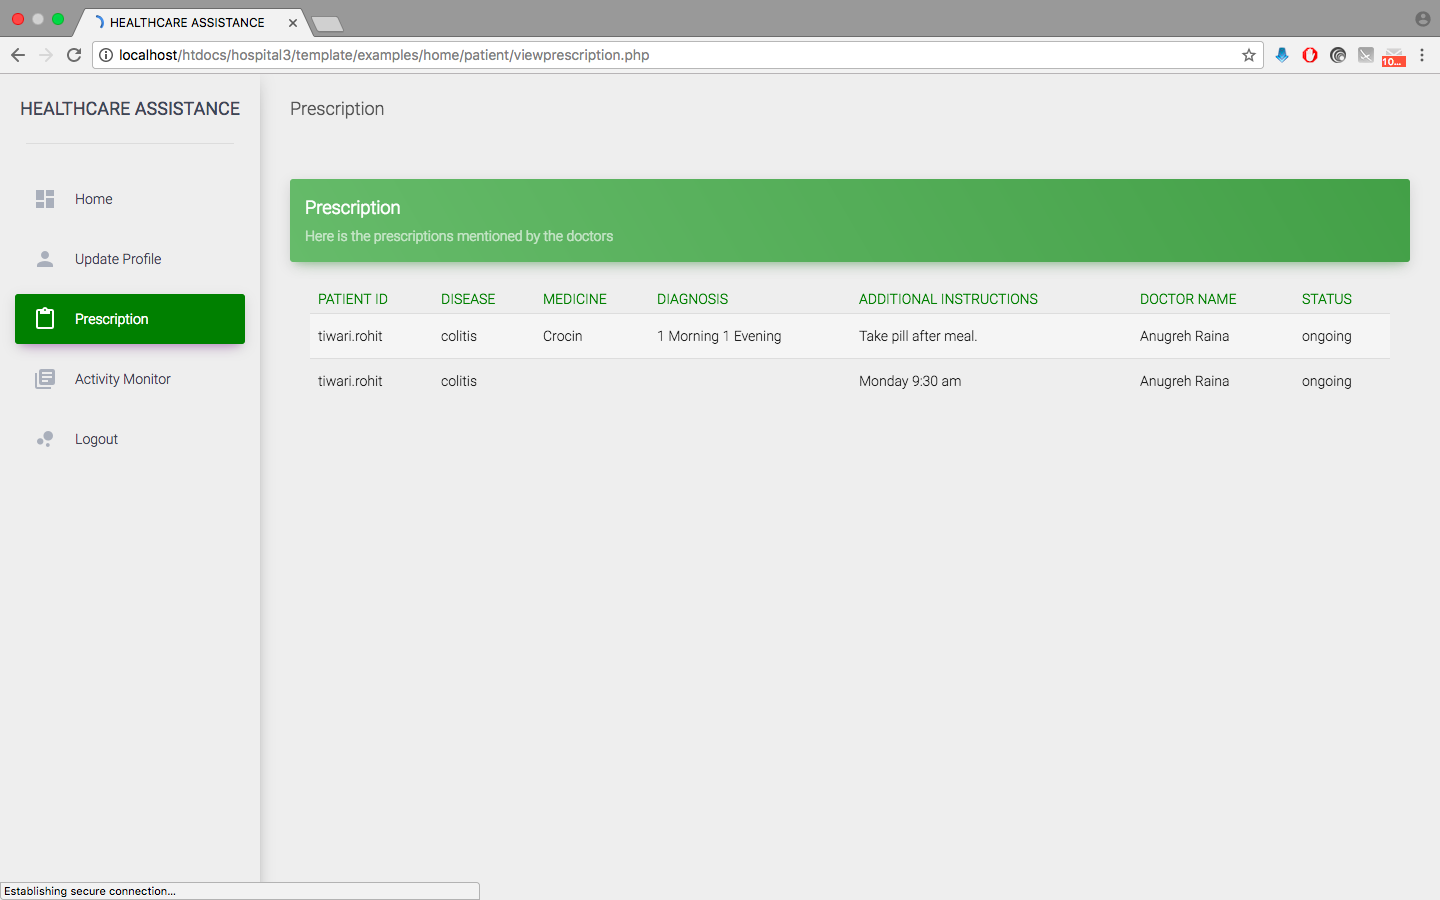 HEALTHCARE ASSISTANCE
localhost/htdocs/hospital3/template/examples/home/patient/viewprescription.php
10...
HEALTHCARE ASSISTANCE
Home
Update Profile
Prescription
Activity Monitor
Logout
Prescription
Prescription
Here is the prescriptions mentioned by the doctors
PATIENT ID DISEASE MEDICINE DIAGNOSIS ADDITIONAL INSTRUCTIONS DOCTOR NAME STATUS
tiwari.rohit colitis Crocin 1 Morning 1 Evening Take pill after meal. Anugreh Raina ongoing
tiwari.rohit colitis Monday 9:30 am Anugreh Raina ongoing
Establishing secure connection...